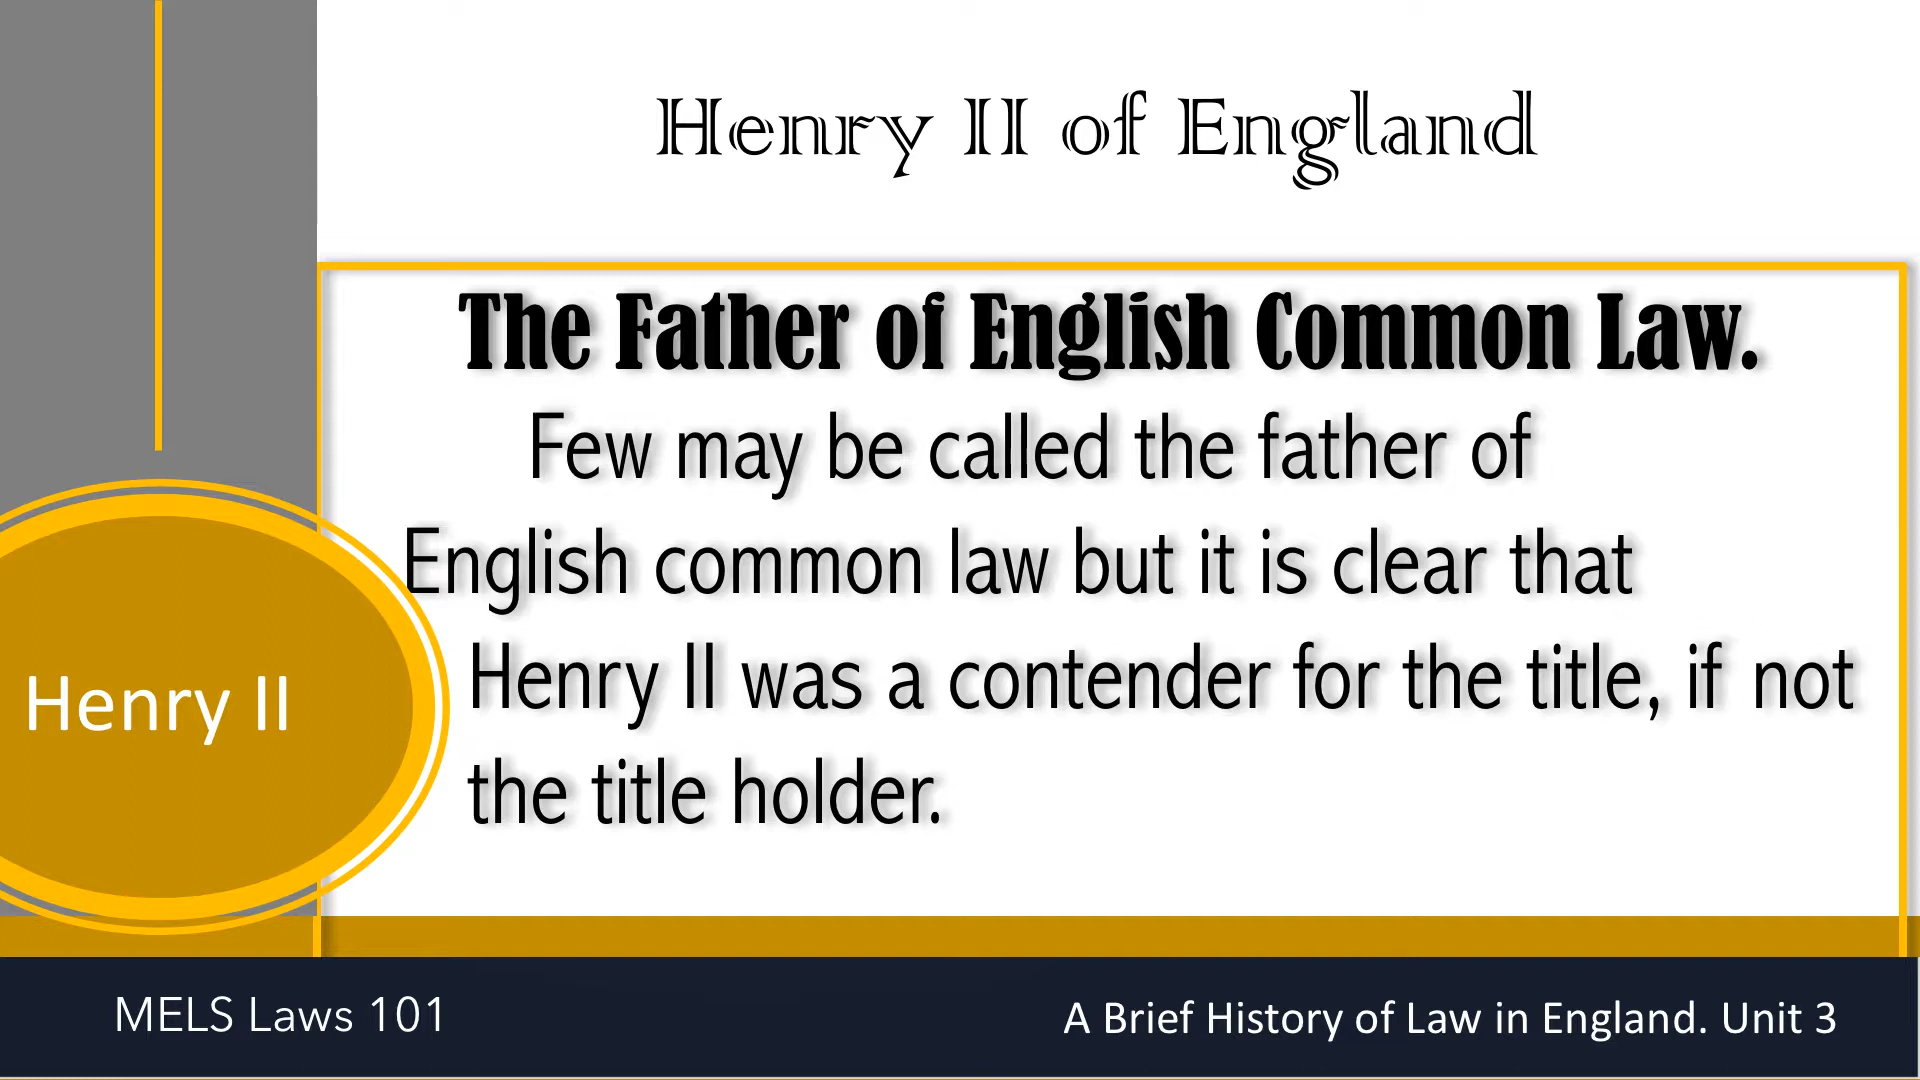 Henry II of England
The Father of English Common Law.
Few may be called the father of
English common law but it is clear that
Henry II was a contender for the title, if not
the title holder.
Henry II
MELS Laws 101
A Brief History of Law in England. Unit 3